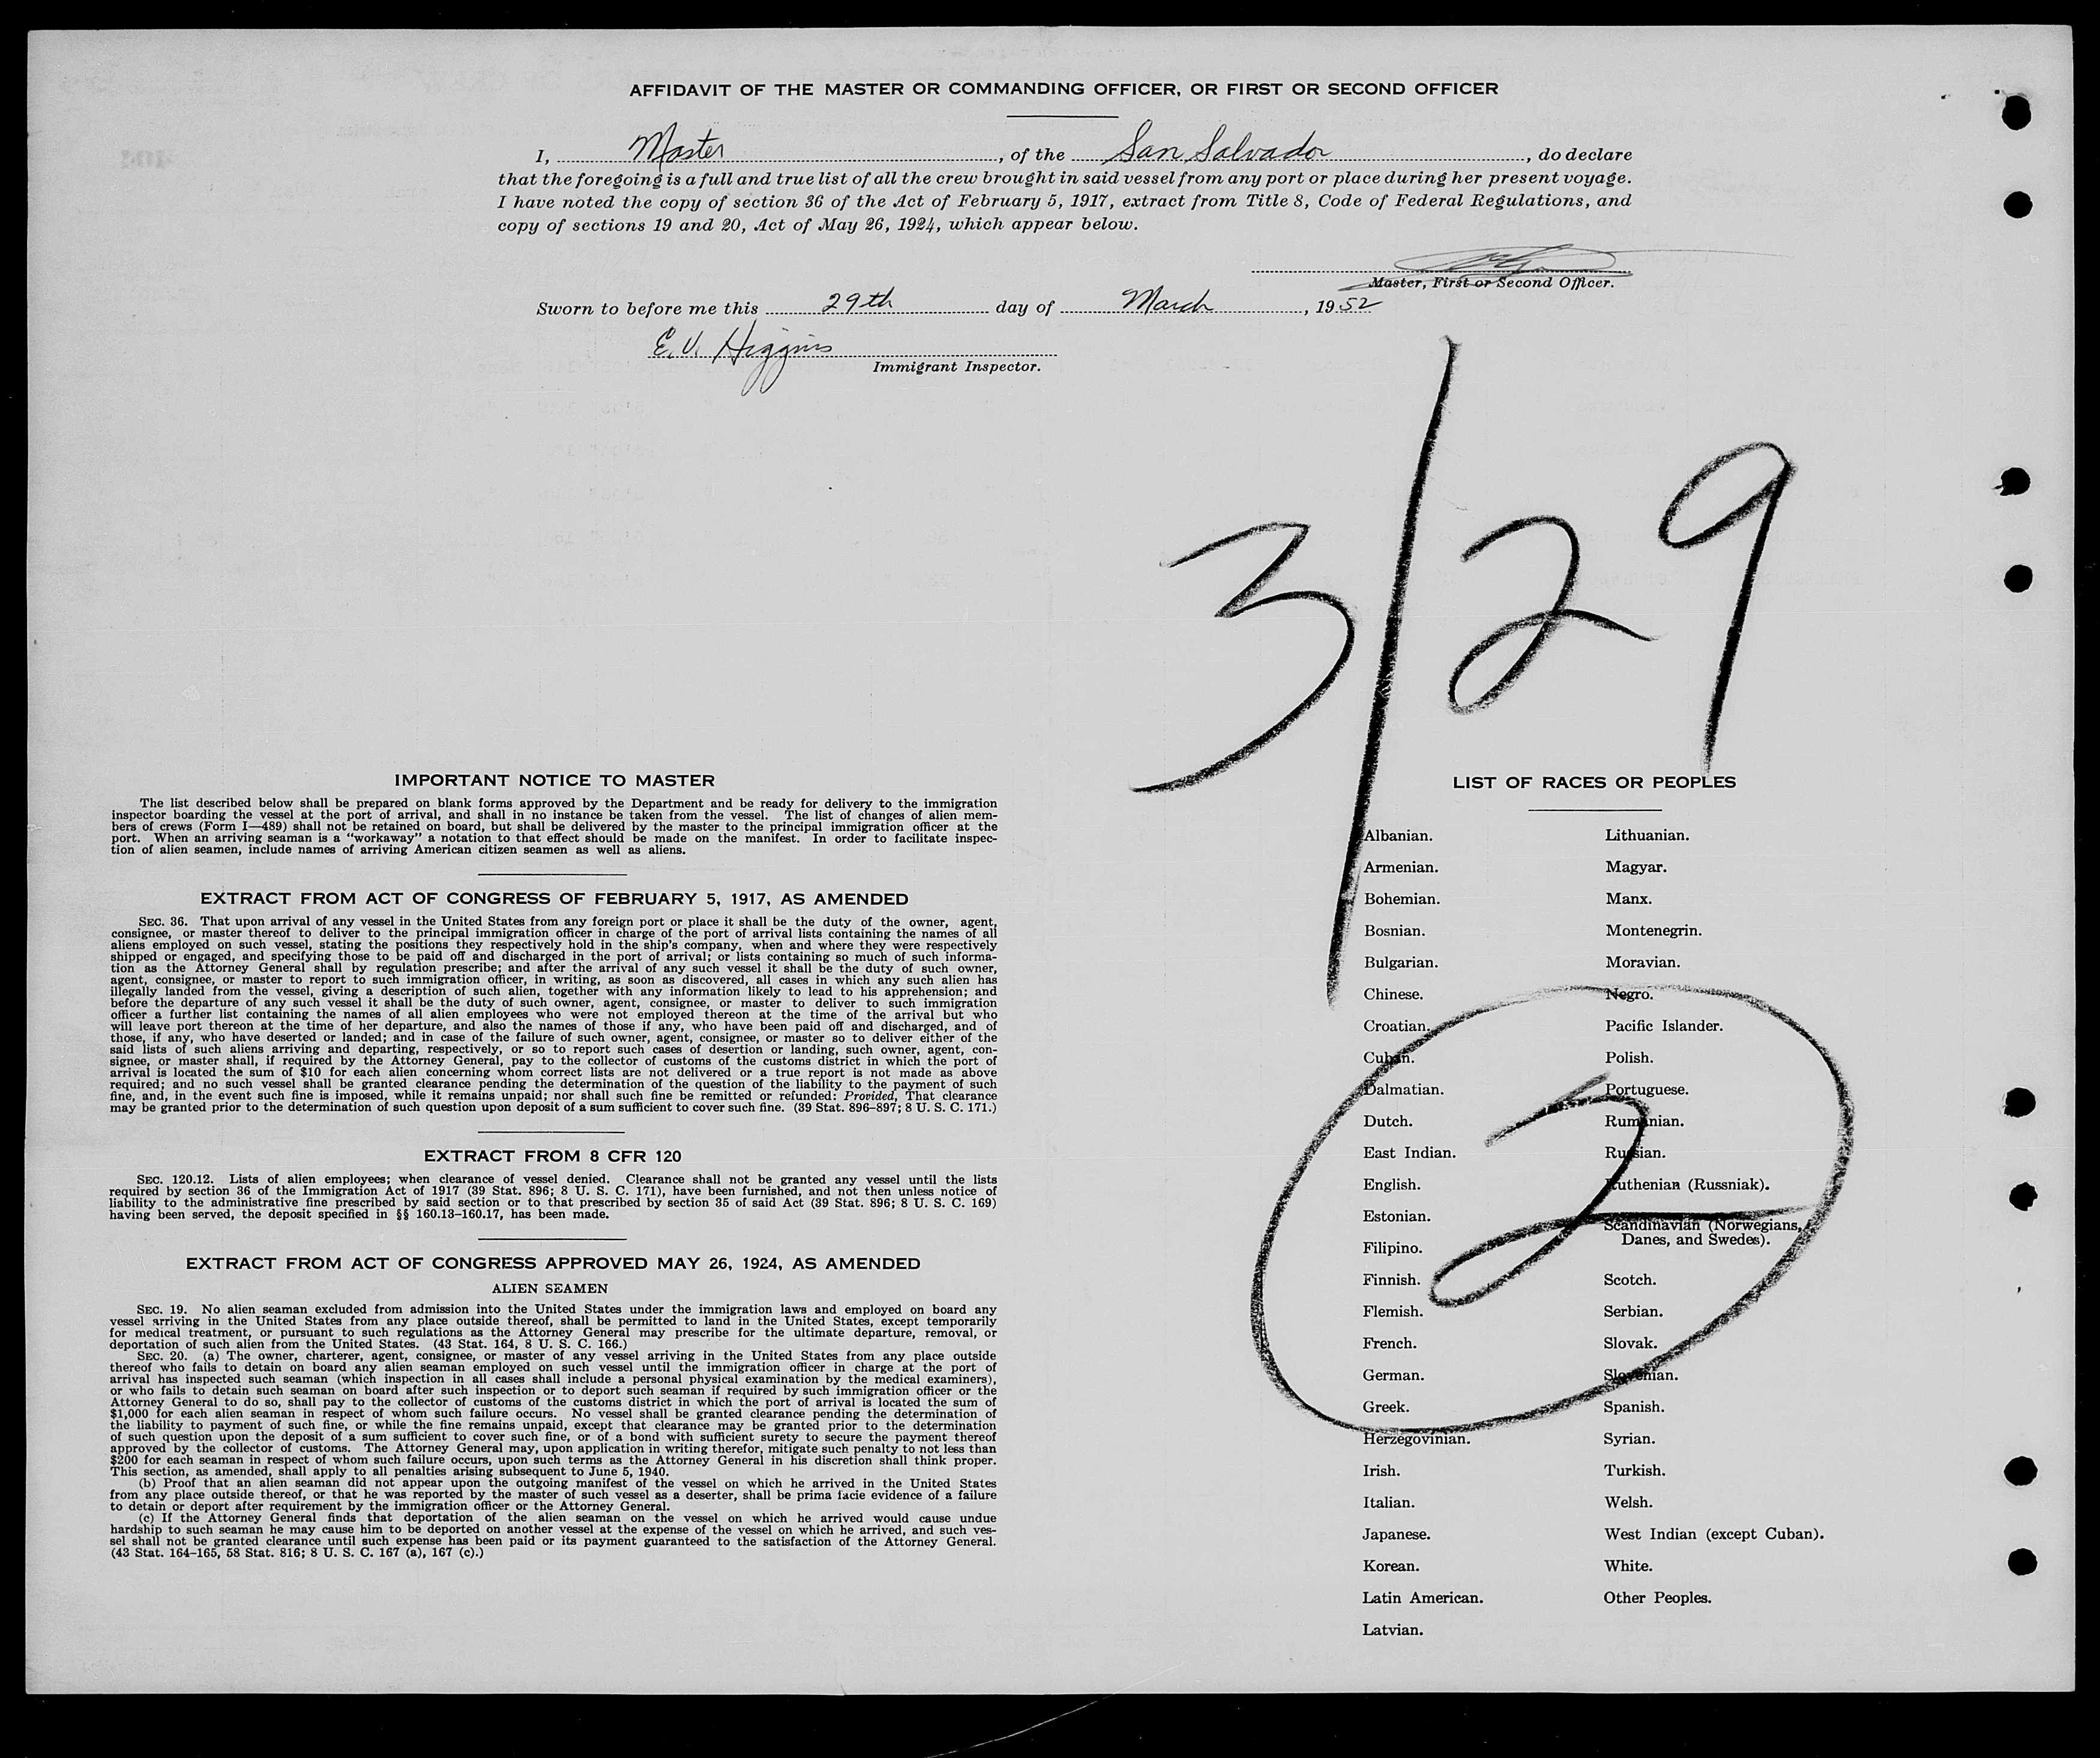 AFFIDAVIT OF THE MASTER OR COMMANDING OFFICER, OR FIRST OR SECOND OFFICER
I, Master, of the San Salvador, do declare
that the foregoing is a full and true list of all the crew brought in said vessel from any port or place during her present voyage.
I have noted the copy of section 36 of the Act of February 5, 1917, extract from Title 8, Code of Federal Regulations, and
copy of sections 19 and 20, Act of May 26, 1924, which appear below.
Master, First or Second Officer.
Sworn to before me this 29th day of March, 1952
E. V. Higgins
Immigrant Inspector.
3/29
IMPORTANT NOTICE TO MASTER
The list described below shall be prepared on blank forms approved by the Department and be ready for delivery to the immigration
inspector boarding the vessel at the port of arrival, and shall in no instance be taken from the vessel. The list of changes of alien mem-
bers of crews (Form I—489) shall not be retained on board, but shall be delivered by the master to the principal immigration officer at the
port. When an arriving seaman is a "workaway" a notation to that effect should be made on the manifest. In order to facilitate inspec-
tion of alien seamen, include names of arriving American citizen seamen as well as aliens.
EXTRACT FROM ACT OF CONGRESS OF FEBRUARY 5, 1917, AS AMENDED
SEC. 36. That upon arrival of any vessel in the United States from any foreign port or place it shall be the duty of the owner, agent,
consignee, or master thereof to deliver to the principal immigration officer in charge of the port of arrival lists containing the names of all
aliens employed on such vessel, stating the positions they respectively hold in the ship's company, when and where they were respectively
shipped or engaged, and specifying those to be paid off and discharged in the port of arrival; or lists containing so much of such informa-
tion as the Attorney General shall by regulation prescribe; and after the arrival of any such vessel it shall be the duty of such owner,
agent, consignee, or master to report to such immigration officer, in writing, as soon as discovered, all cases in which any such alien has
illegally landed from the vessel, giving a description of such alien, together with any information likely to lead to his apprehension; and
before the departure of any such vessel it shall be the duty of such owner, agent, consignee, or master to deliver to such immigration
officer a further list containing the names of all alien employees who were not employed thereon at the time of the arrival but who
will leave port thereon at the time of her departure, and also the names of those if any, who have been paid off and discharged, and of
those, if any, who have deserted or landed; and in case of the failure of such owner, agent, consignee, or master so to deliver either of the
said lists of such aliens arriving and departing, respectively, or so to report such cases of desertion or landing, such owner, agent, con-
signee, or master shall, if required by the Attorney General, pay to the collector of customs of the customs district in which the port of
arrival is located the sum of $10 for each alien concerning whom correct lists are not delivered or a true report is not made as above
required; and no such vessel shall be granted clearance pending the determination of the question of the liability to the payment of such
fine, and, in the event such fine is imposed, while it remains unpaid; nor shall such fine be remitted or refunded: Provided, That clearance
may be granted prior to the determination of such question upon deposit of a sum sufficient to cover such fine. (39 Stat. 896–897; 8 U. S. C. 171.)
EXTRACT FROM 8 CFR 120
SEC. 120.12. Lists of alien employees; when clearance of vessel denied. Clearance shall not be granted any vessel until the lists
required by section 36 of the Immigration Act of 1917 (39 Stat. 896; 8 U. S. C. 171), have been furnished, and not then unless notice of
liability to the administrative fine prescribed by said section or to that prescribed by section 35 of said Act (39 Stat. 896; 8 U. S. C. 169)
having been served, the deposit specified in §§ 160.13–160.17, has been made.
EXTRACT FROM ACT OF CONGRESS APPROVED MAY 26, 1924, AS AMENDED
ALIEN SEAMEN
SEC. 19. No alien seaman excluded from admission into the United States under the immigration laws and employed on board any
vessel arriving in the United States from any place outside thereof, shall be permitted to land in the United States, except temporarily
for medical treatment, or pursuant to such regulations as the Attorney General may prescribe for the ultimate departure, removal, or
deportation of such alien from the United States. (43 Stat. 164, 8 U. S. C. 166.)
SEC. 20. (a) The owner, charterer, agent, consignee, or master of any vessel arriving in the United States from any place outside
thereof who fails to detain on board any alien seaman employed on such vessel until the immigration officer in charge at the port of
arrival has inspected such seaman (which inspection in all cases shall include a personal physical examination by the medical examiners),
or who fails to detain such seaman on board after such inspection or to deport such seaman if required by such immigration officer or the
Attorney General to do so, shall pay to the collector of customs of the customs district in which the port of arrival is located the sum of
$1,000 for each alien seaman in respect of whom such failure occurs. No vessel shall be granted clearance pending the determination of
the liability to payment of such fine, or while the fine remains unpaid, except that clearance may be granted prior to the determination
of such question upon the deposit of a sum sufficient to cover such fine, or of a bond with sufficient surety to secure the payment thereof
approved by the collector of customs. The Attorney General may, upon application in writing therefor, mitigate such penalty to not less than
$200 for each seaman in respect of whom such failure occurs, upon such terms as the Attorney General in his discretion shall think proper.
This section, as amended, shall apply to all penalties arising subsequent to June 5, 1940.
(b) Proof that an alien seaman did not appear upon the outgoing manifest of the vessel on which he arrived in the United States
from any place outside thereof, or that he was reported by the master of such vessel as a deserter, shall be prima facie evidence of a failure
to detain or deport after requirement by the immigration officer or the Attorney General.
(c) If the Attorney General finds that deportation of the alien seaman on the vessel on which he arrived would cause undue
hardship to such seaman he may cause him to be deported on another vessel at the expense of the vessel on which he arrived, and such ves-
sel shall not be granted clearance until such expense has been paid or its payment guaranteed to the satisfaction of the Attorney General.
(43 Stat. 164–165, 58 Stat. 816; 8 U. S. C. 167 (a), 167 (c).)
LIST OF RACES OR PEOPLES
Albanian.
Armenian.
Bohemian.
Bosnian.
Bulgarian.
Chinese.
Croatian.
Cuban.
Dalmatian.
Dutch.
East Indian.
English.
Estonian.
Filipino.
Finnish.
Flemish.
French.
German.
Greek.
Herzegovinian.
Irish.
Italian.
Japanese.
Korean.
Latin American.
Latvian.
Lithuanian.
Magyar.
Manx.
Montenegrin.
Moravian.
Negro.
Pacific Islander.
Polish.
Portuguese.
Rumanian.
Russian.
Ruthenian (Russniak).
Scandinavian (Norwegians,
Danes, and Swedes).
Scotch.
Serbian.
Slovak.
Slovenian.
Spanish.
Syrian.
Turkish.
Welsh.
West Indian (except Cuban).
White.
Other Peoples.
2